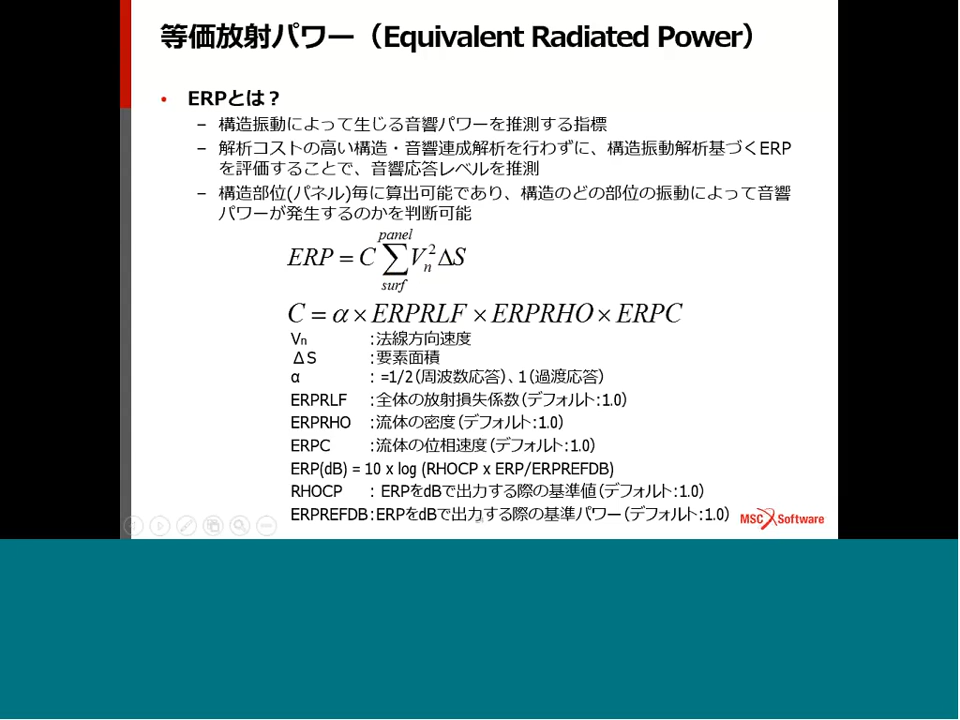 等価放射パワー（Equivalent Radiated Power）
• ERPとは？
– 構造振動によって生じる音響パワーを推測する指標
– 解析コストの高い構造・音響連成解析を行わずに、構造振動解析基づくERP
を評価することで、音響応答レベルを推測
– 構造部位(パネル)毎に算出可能であり、構造のどの部位の振動によって音響
パワーが発生するのかを判断可能
panel
ERP = C ∑ Vₙ² ΔS
surf
C = α × ERPRLF × ERPRHO × ERPC
Vn :法線方向速度
ΔS :要素面積
α : =1/2(周波数応答)、1(過渡応答)
ERPRLF :全体の放射損失係数(デフォルト:1.0)
ERPRHO :流体の密度(デフォルト:1.0)
ERPC :流体の位相速度(デフォルト:1.0)
ERP(dB) = 10 x log (RHOCP x ERP/ERPREFDB)
RHOCP : ERPをdBで出力する際の基準値(デフォルト:1.0)
ERPREFDB:ERPをdBで出力する際の基準パワー(デフォルト:1.0)
MSC Software